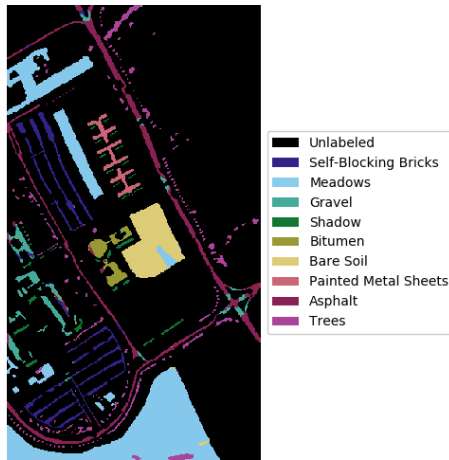 Unlabeled
Self-Blocking Bricks
Meadows
Gravel
Shadow
Bitumen
Bare Soil
Painted Metal Sheets
Asphalt
Trees